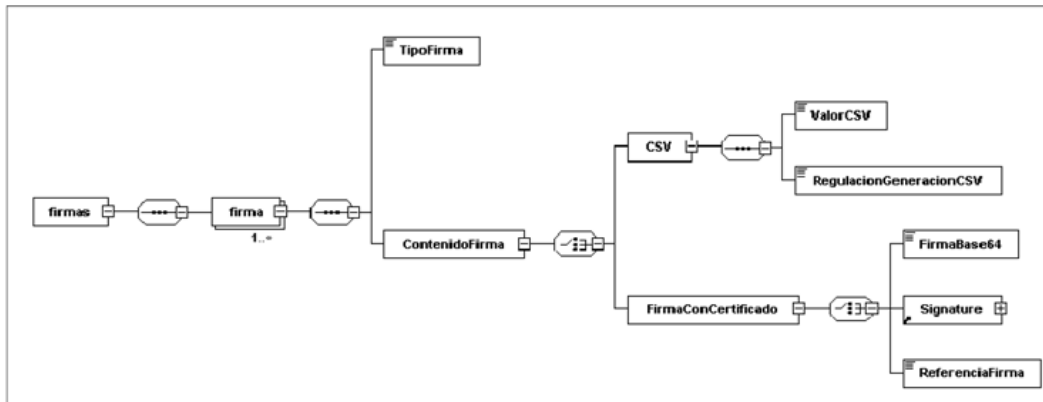 TipoFirma
ValorCSV
CSV
RegulacionGeneracionCSV
firmas
firma
1..∞
ContenidoFirma
FirmaBase64
FirmaConCertificado
Signature
ReferenciaFirma